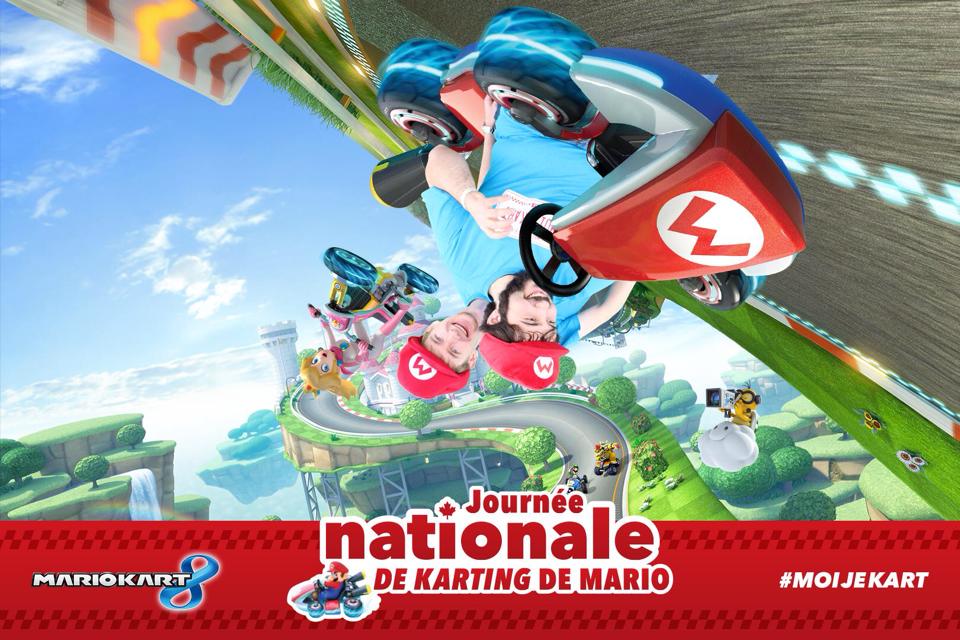 Journée
nationale
DE KARTING DE MARIO
MARIOKART 8
#MOIJEKART